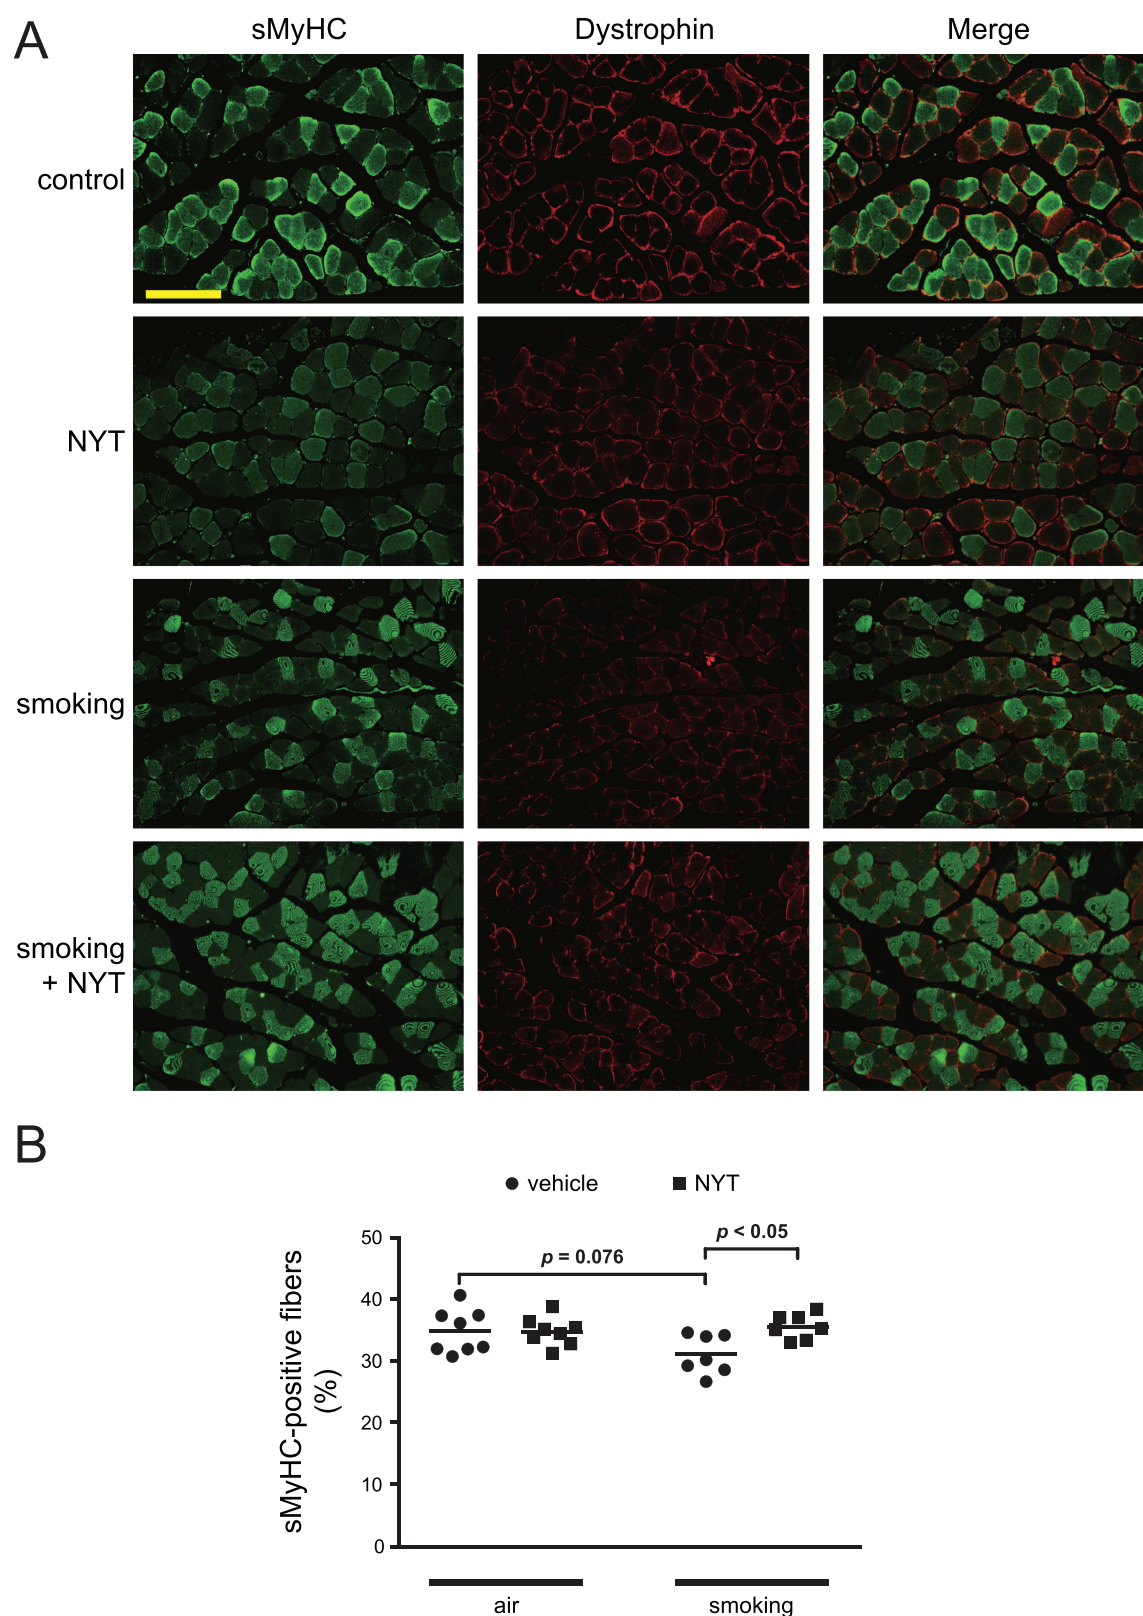 A
sMyHC Dystrophin Merge
control
NYT
smoking
smoking
+ NYT
B
vehicle NYT
p < 0.05
p = 0.076
50
40
30
20
10
0
sMyHC-positive fibers
(%)
air smoking